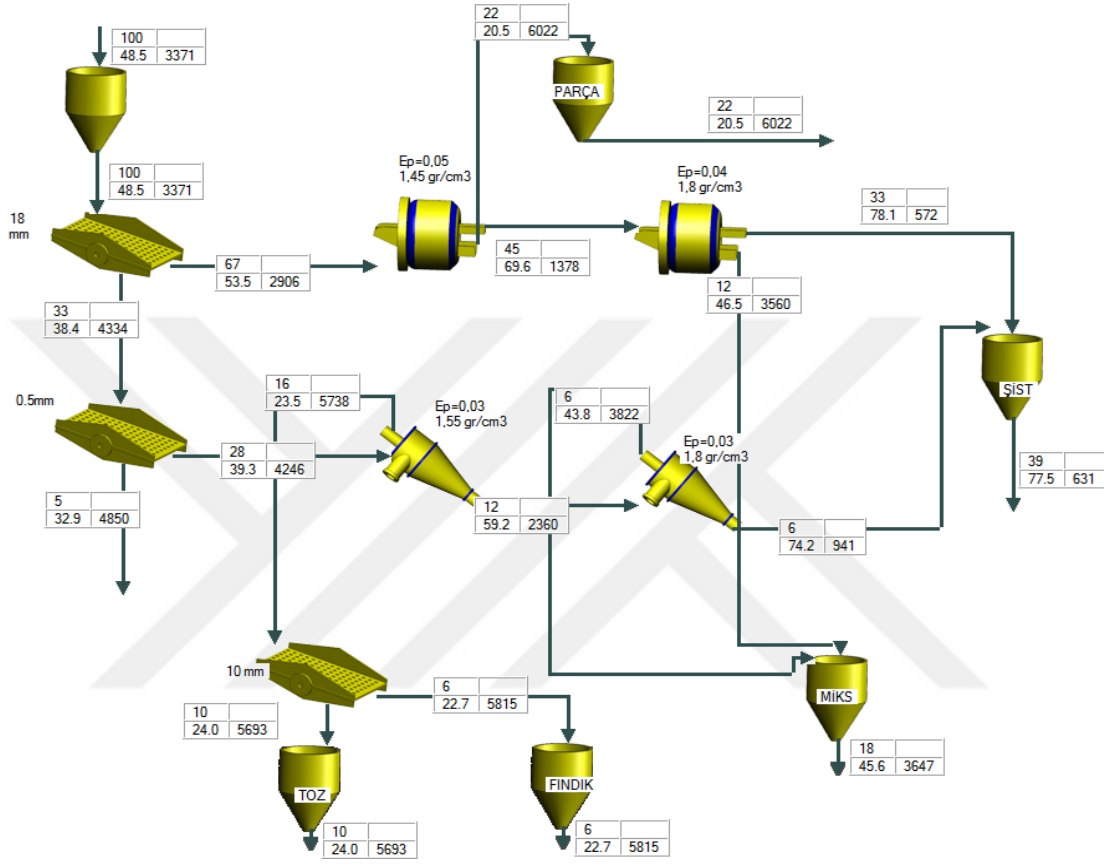 22
20.5 6022
100
48.5 3371
PARÇA
22
20.5 6022
100
48.5 3371
Ep=0,05
1,45 gr/cm3
Ep=0,04
1,8 gr/cm3
33
78.1 572
18
mm
45
69.6 1378
67
53.5 2906
12
46.5 3560
33
38.4 4334
ŞİST
0.5mm
16
23.5 5738
Ep=0,03
1,55 gr/cm3
6
43.8 3822
Ep=0,03
1,8 gr/cm3
28
39.3 4246
39
77.5 631
5
32.9 4850
12
59.2 2360
6
74.2 941
10 mm
6
22.7 5815
MİKS
10
24.0 5693
18
45.6 3647
TOZ
FINDIK
10
24.0 5693
6
22.7 5815